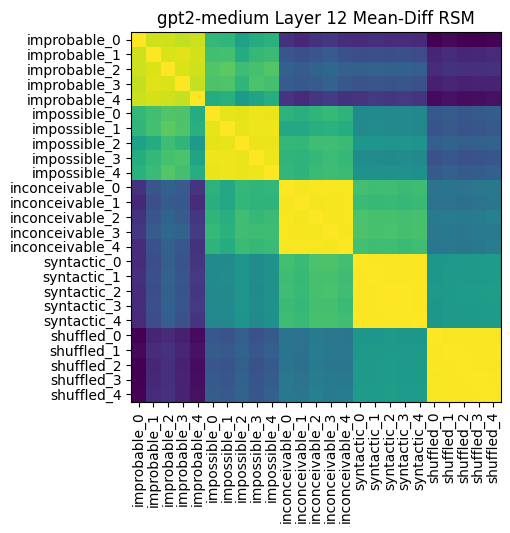 gpt2-medium Layer 12 Mean-Diff RSM
improbable_0
improbable_1
improbable_2
improbable_3
improbable_4
impossible_0
impossible_1
impossible_2
impossible_3
impossible_4
inconceivable_0
inconceivable_1
inconceivable_2
inconceivable_3
inconceivable_4
syntactic_0
syntactic_1
syntactic_2
syntactic_3
syntactic_4
shuffled_0
shuffled_1
shuffled_2
shuffled_3
shuffled_4
improbable_0
improbable_1
improbable_2
improbable_3
improbable_4
impossible_0
impossible_1
impossible_2
impossible_3
impossible_4
inconceivable_0
inconceivable_1
inconceivable_2
inconceivable_3
inconceivable_4
syntactic_0
syntactic_1
syntactic_2
syntactic_3
syntactic_4
shuffled_0
shuffled_1
shuffled_2
shuffled_3
shuffled_4